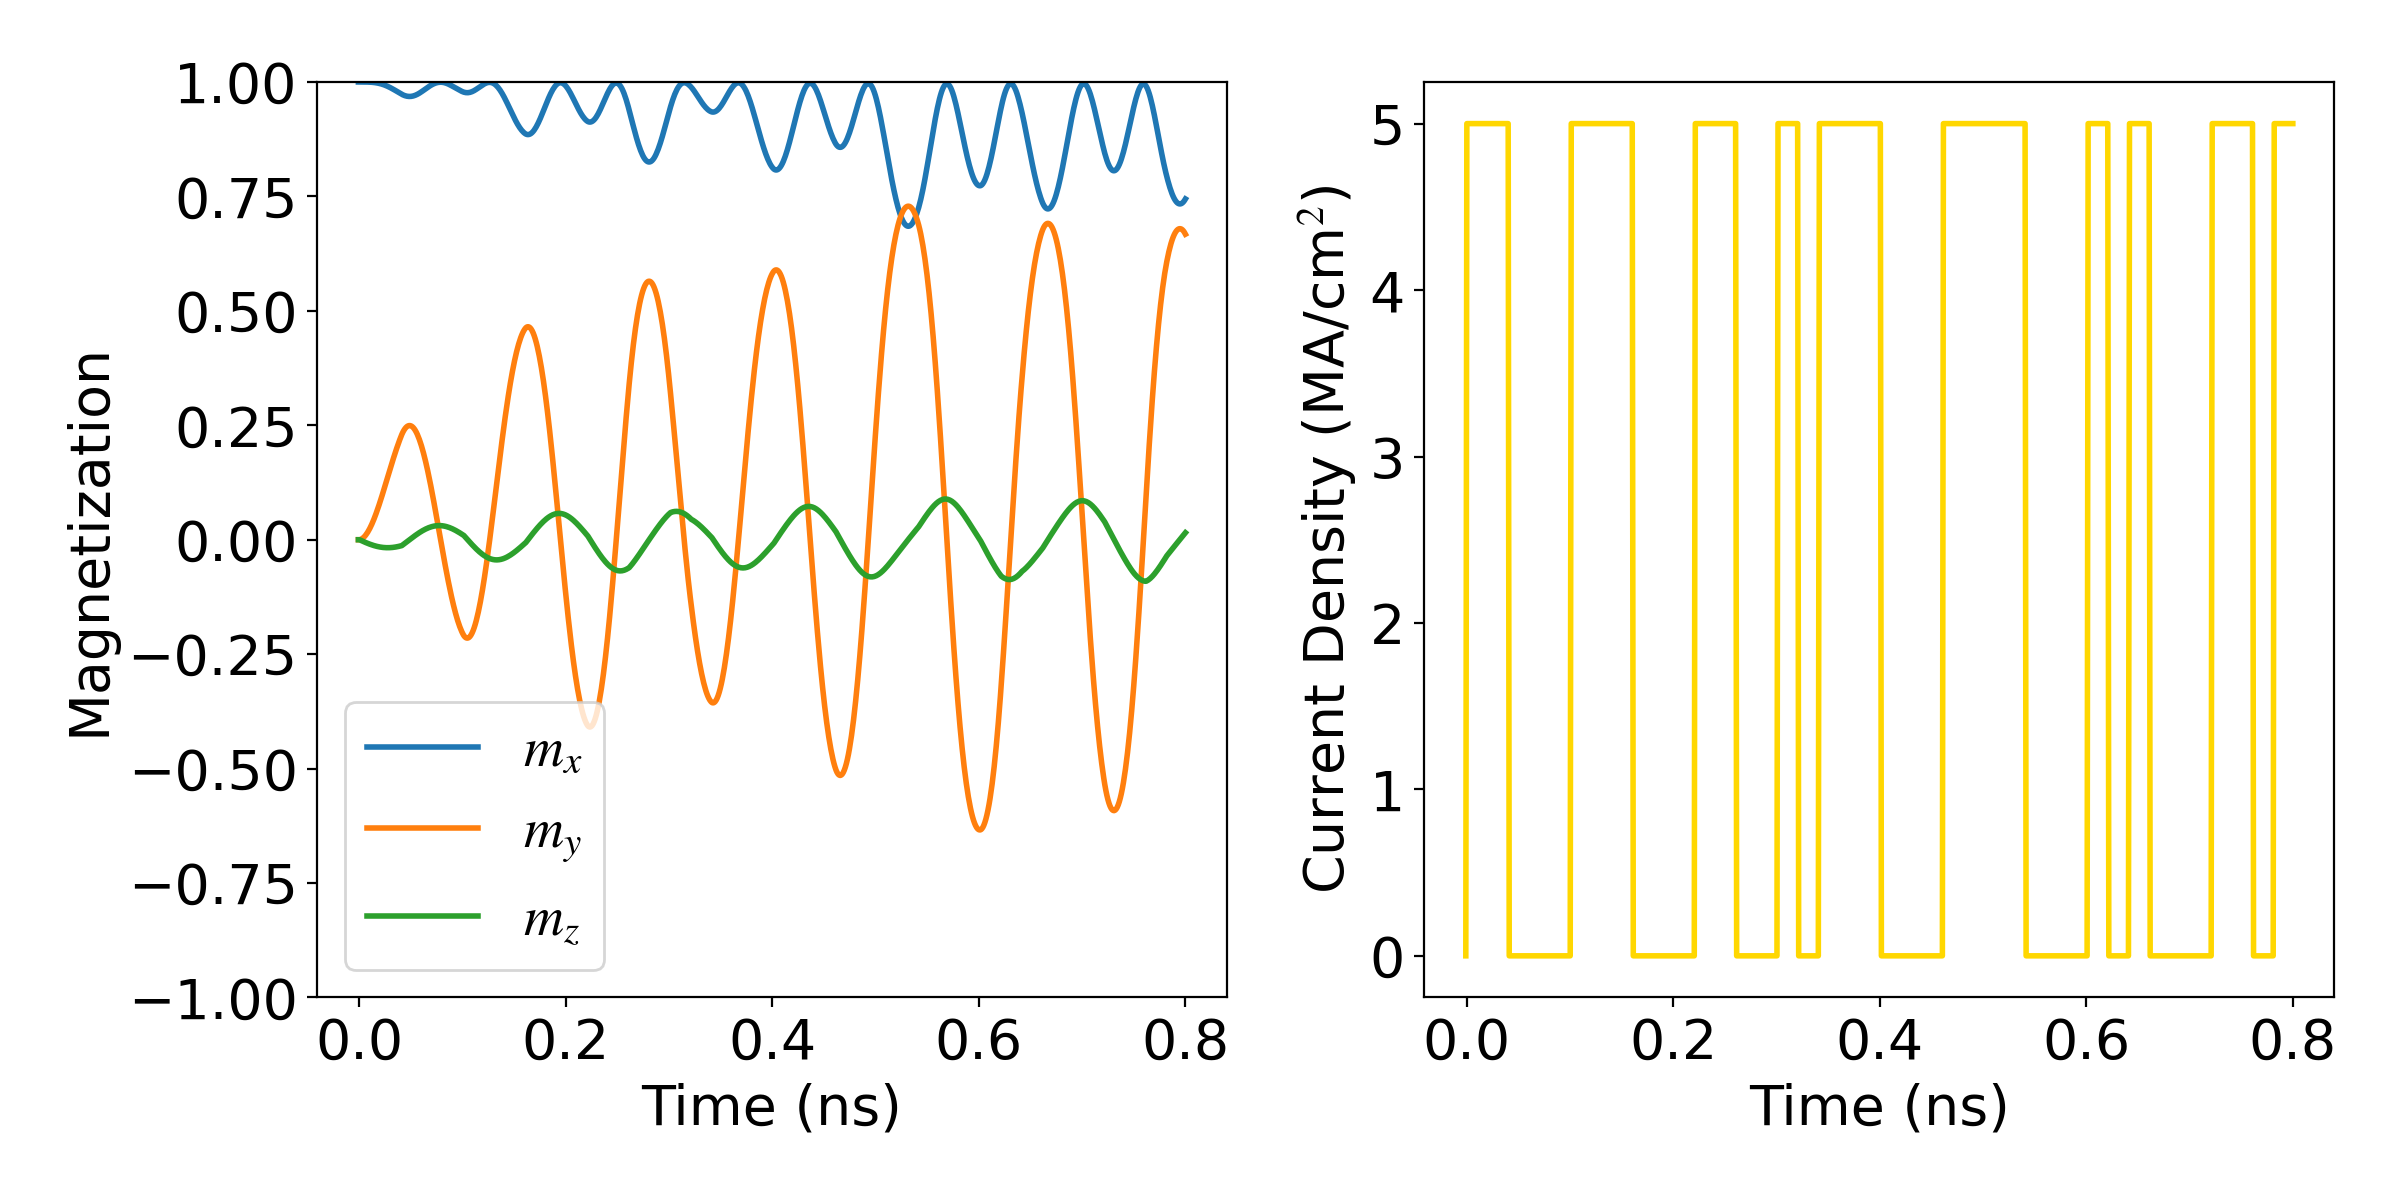 1.00
0.75
0.50
0.25
0.00
−0.25
−0.50
−0.75
−1.00
Magnetization
m_x
m_y
m_z
0.0 0.2 0.4 0.6 0.8
Time (ns)
5
4
3
2
1
0
Current Density (MA/cm²)
0.0 0.2 0.4 0.6 0.8
Time (ns)